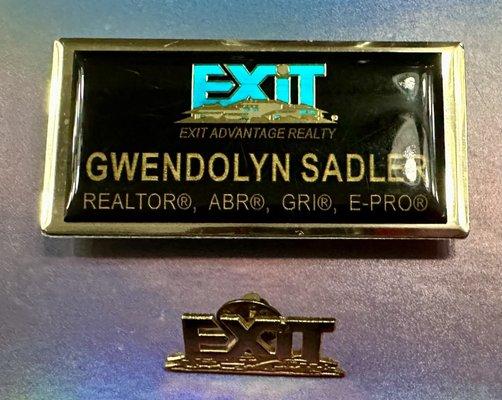 EXiT
EXIT ADVANTAGE REALTY
GWENDOLYN SADLER
REALTOR®, ABR®, GRI®, E-PRO®
EXiT